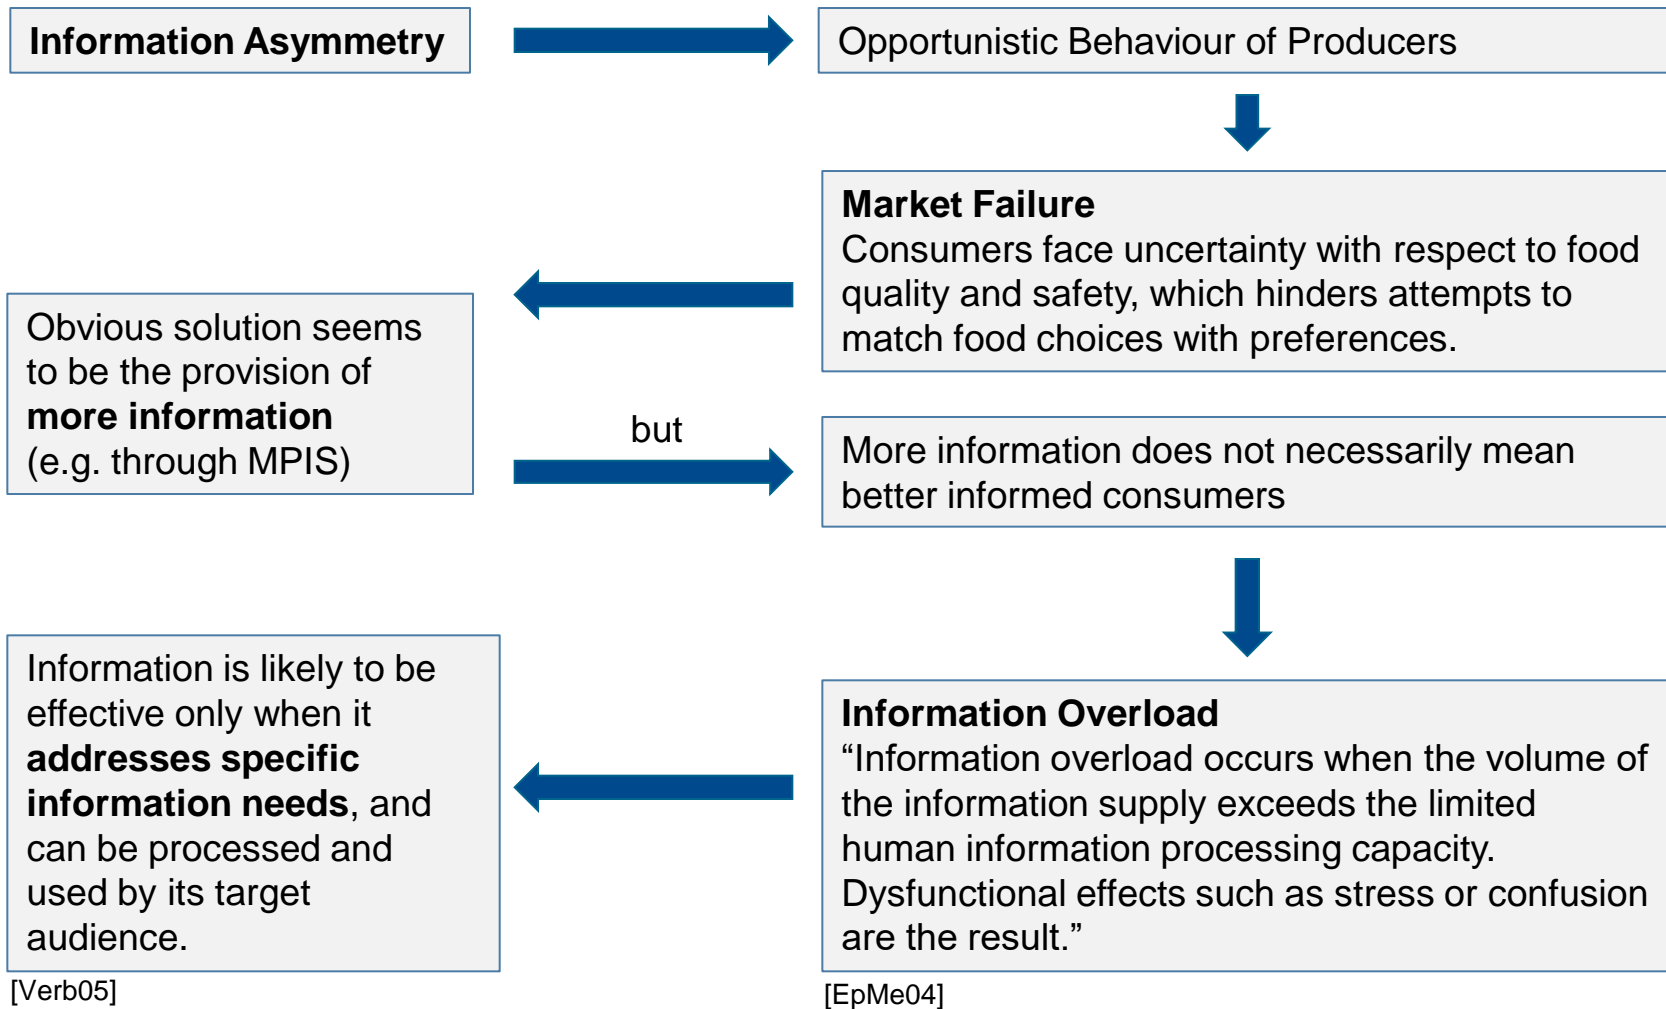 Information Asymmetry
Opportunistic Behaviour of Producers
Market Failure
Consumers face uncertainty with respect to food
quality and safety, which hinders attempts to
match food choices with preferences.
Obvious solution seems
to be the provision of
more information
(e.g. through MPIS)
but
More information does not necessarily mean
better informed consumers
Information Overload
“Information overload occurs when the volume of
the information supply exceeds the limited
human information processing capacity.
Dysfunctional effects such as stress or confusion
are the result.”
[EpMe04]
Information is likely to be
effective only when it
addresses specific
information needs, and
can be processed and
used by its target
audience.
[Verb05]